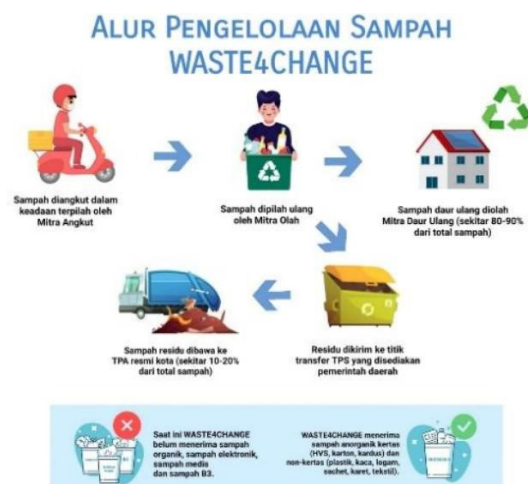 ALUR PENGELOLAAN SAMPAH
WASTE4CHANGE
Sampah diangkut dalam
keadaan terpilah oleh
Mitra Angkut
Sampah dipilah ulang
oleh Mitra Olah
Sampah daur ulang diolah
Mitra Daur Ulang (sekitar 80-90%
dari total sampah)
Sampah residu dibawa ke
TPA resmi kota (sekitar 10-20%
dari total sampah)
Residu dikirim ke titik
transfer TPS yang disediakan
pemerintah daerah
Saat ini WASTE4CHANGE
belum menerima sampah
organik, sampah elektronik,
sampah medis
dan sampah B3.
WASTE4CHANGE menerima
sampah anorganik kertas
(HVS, karton, kardus) dan
non-kertas (plastik, kaca, logam,
sachet, karet, tekstil).